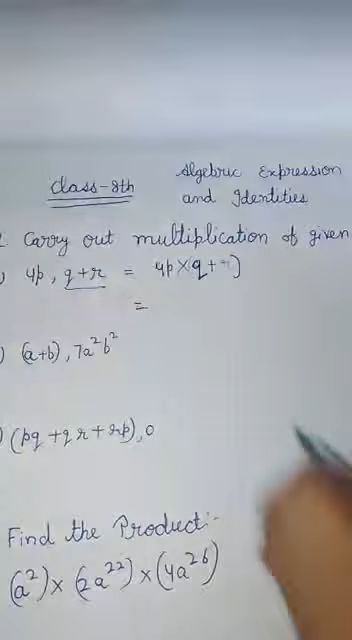 Algebric Expression
Class-8th and Identities
Carry out multiplication of given
4p, q+r = 4p×(q+r)
=
) (a+b), 7a²b²
) (pq+qr+rp), 0
Find the Product:-
(a²)×(2a²²)×(4a²⁶)